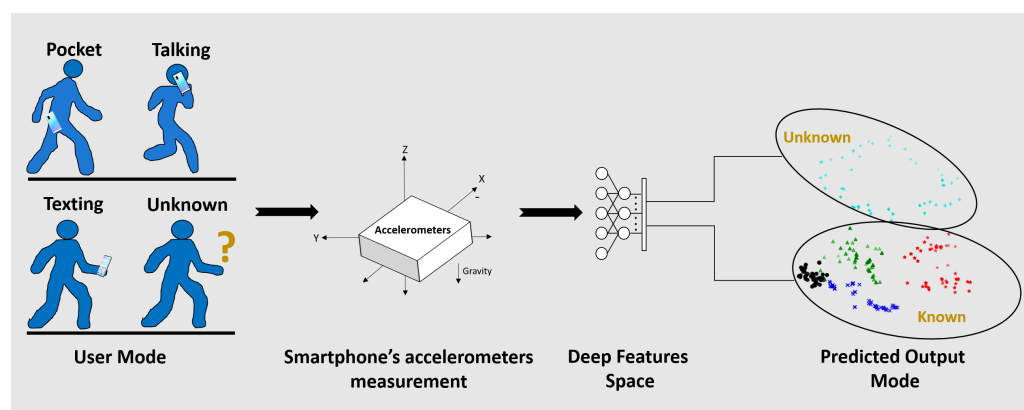 Pocket
Talking
Texting
Unknown
?
User Mode
Z
X
Y
Accelerometers
Gravity
Smartphone's accelerometers
measurement
Deep Features
Space
Unknown
Known
Predicted Output
Mode